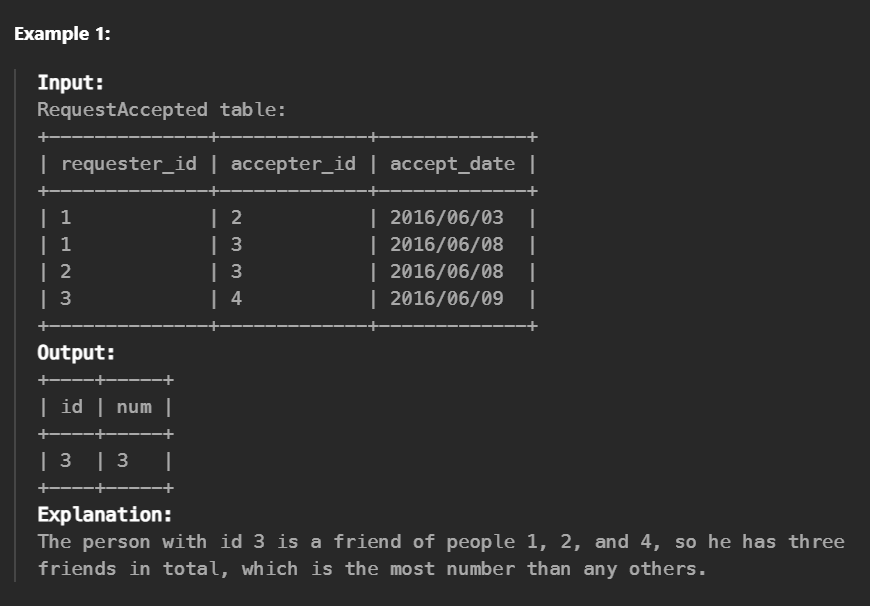 Example 1:
Input:
RequestAccepted table:
+--------------+-------------+-------------+
| requester_id | accepter_id | accept_date |
+--------------+-------------+-------------+
| 1            | 2           | 2016/06/03  |
| 1            | 3           | 2016/06/08  |
| 2            | 3           | 2016/06/08  |
| 3            | 4           | 2016/06/09  |
+--------------+-------------+-------------+
Output:
+----+-----+
| id | num |
+----+-----+
| 3  | 3   |
+----+-----+
Explanation:
The person with id 3 is a friend of people 1, 2, and 4, so he has three
friends in total, which is the most number than any others.